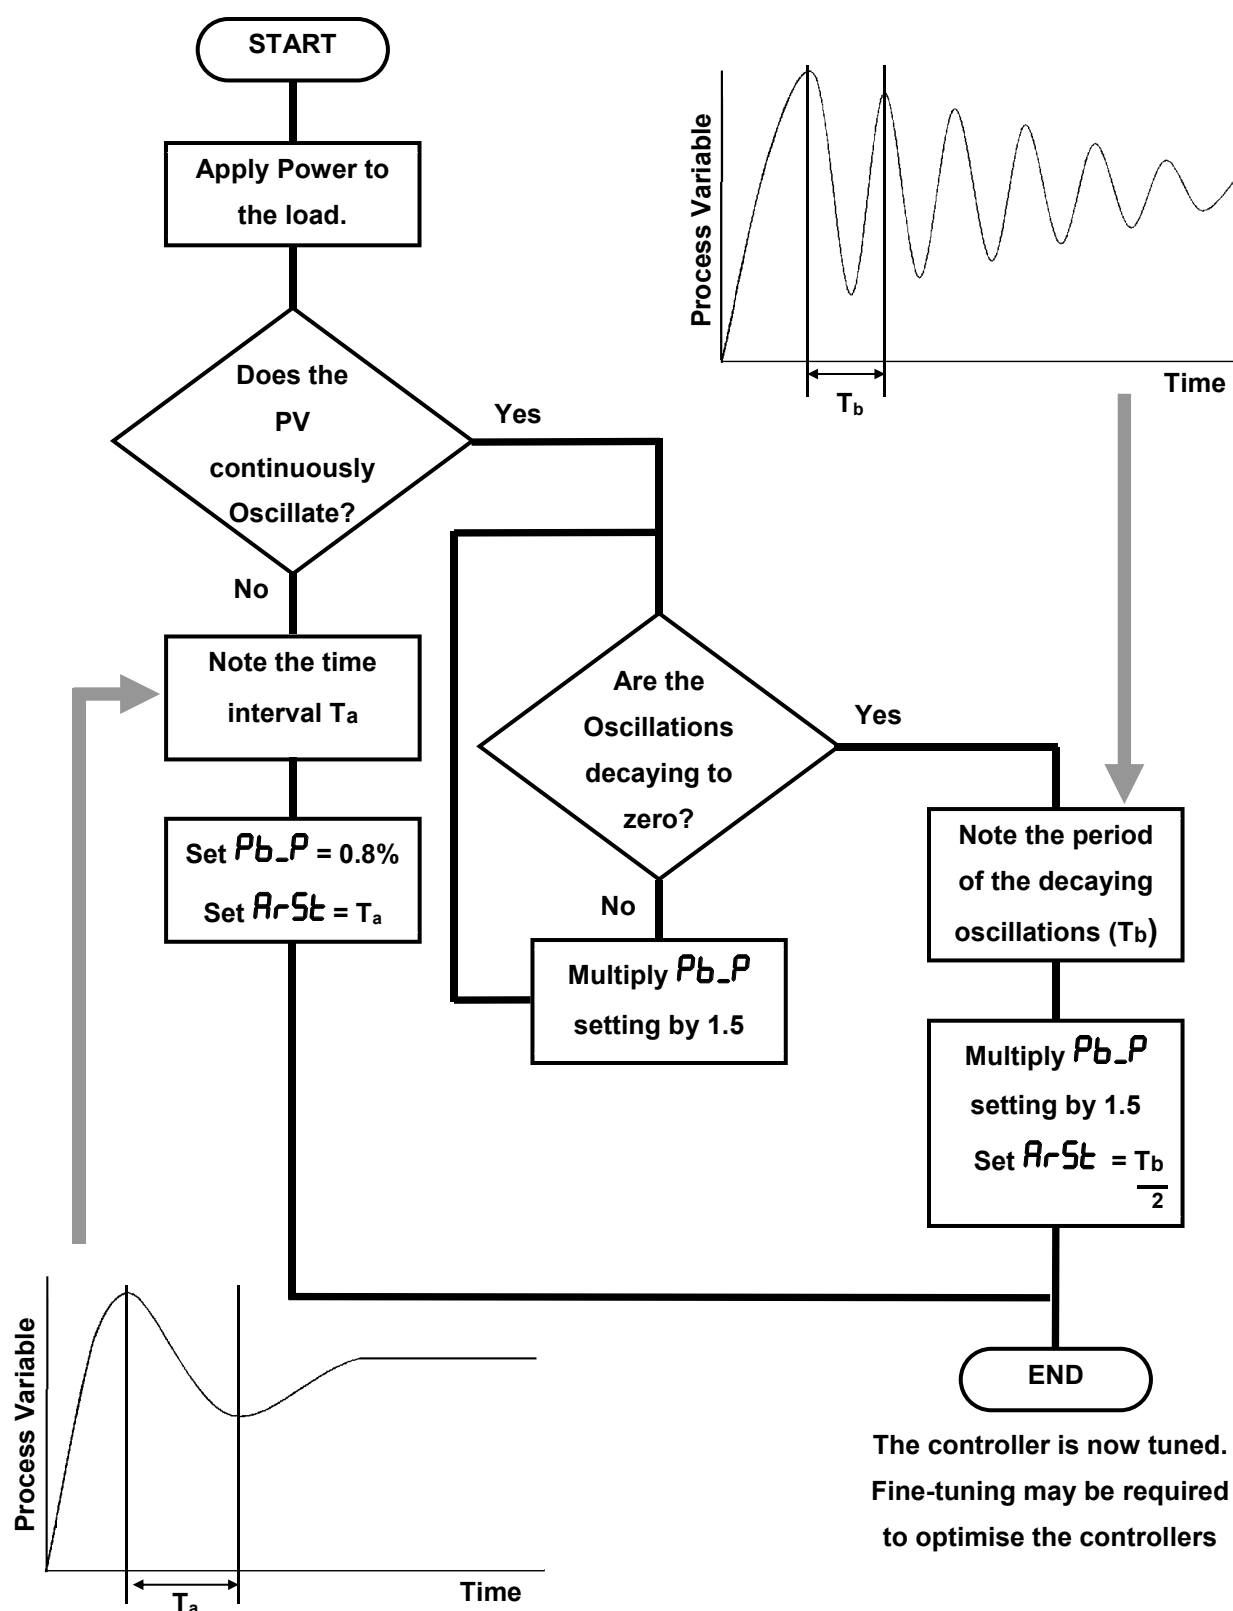 START
Apply Power to
the load.
Does the
PV
continuously
Oscillate?
Yes
No
Note the time
interval Ta
Set Pb_P = 0.8%
Set ArSt = Ta
Process Variable
Time
Tb
Are the
Oscillations
decaying to
zero?
Yes
No
Multiply Pb_P
setting by 1.5
Note the period
of the decaying
oscillations (Tb)
Multiply Pb_P
setting by 1.5
Set ArSt = Tb
2
END
The controller is now tuned.
Fine-tuning may be required
to optimise the controllers
Process Variable
Time
Ta